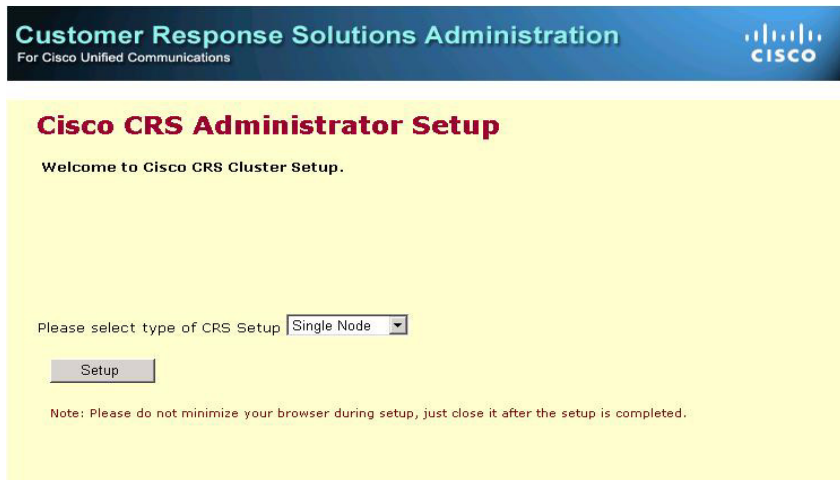 Customer Response Solutions Administration
For Cisco Unified Communications
CISCO
Cisco CRS Administrator Setup
Welcome to Cisco CRS Cluster Setup.
Please select type of CRS Setup Single Node
Setup
Note: Please do not minimize your browser during setup, just close it after the setup is completed.